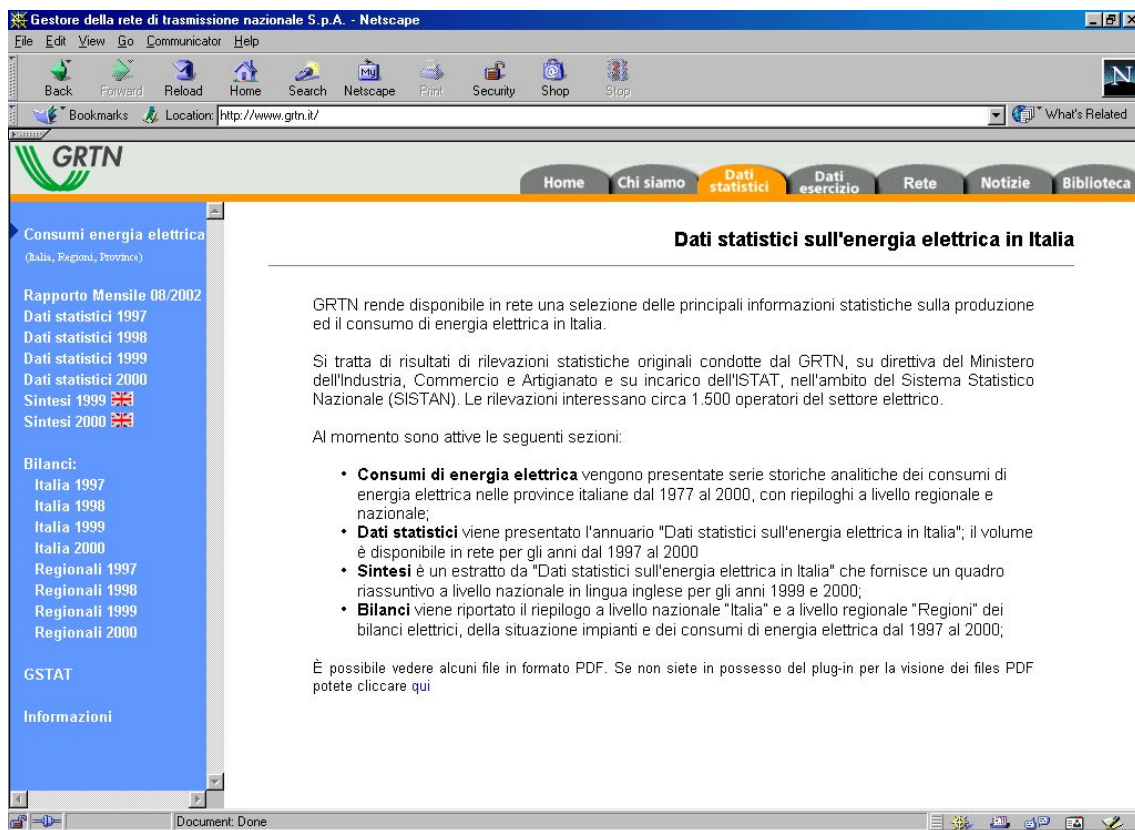 Gestore della rete di trasmissione nazionale S.p.A. - Netscape
File Edit View Go Communicator Help
Back Forward Reload Home Search Netscape Print Security Shop Stop
My
N
Bookmarks Location: http://www.grtn.it/ What's Related
GRTN
Home Chi siamo Dati statistici Dati esercizio Rete Notizie Biblioteca
Consumi energia elettrica
(Italia, Regioni, Province)
Rapporto Mensile 08/2002
Dati statistici 1997
Dati statistici 1998
Dati statistici 1999
Dati statistici 2000
Sintesi 1999
Sintesi 2000
Bilanci:
Italia 1997
Italia 1998
Italia 1999
Italia 2000
Regionali 1997
Regionali 1998
Regionali 1999
Regionali 2000
GSTAT
Informazioni
Dati statistici sull'energia elettrica in Italia
GRTN rende disponibile in rete una selezione delle principali informazioni statistiche sulla produzione
ed il consumo di energia elettrica in Italia.
Si tratta di risultati di rilevazioni statistiche originali condotte dal GRTN, su direttiva del Ministero
dell'Industria, Commercio e Artigianato e su incarico dell'ISTAT, nell'ambito del Sistema Statistico
Nazionale (SISTAN). Le rilevazioni interessano circa 1.500 operatori del settore elettrico.
Al momento sono attive le seguenti sezioni:
• Consumi di energia elettrica vengono presentate serie storiche analitiche dei consumi di
energia elettrica nelle province italiane dal 1977 al 2000, con riepiloghi a livello regionale e
nazionale;
• Dati statistici viene presentato l'annuario "Dati statistici sull'energia elettrica in Italia"; il volume
è disponibile in rete per gli anni dal 1997 al 2000
• Sintesi è un estratto da "Dati statistici sull'energia elettrica in Italia" che fornisce un quadro
riassuntivo a livello nazionale in lingua inglese per gli anni 1999 e 2000;
• Bilanci viene riportato il riepilogo a livello nazionale "Italia" e a livello regionale "Regioni" dei
bilanci elettrici, della situazione impianti e dei consumi di energia elettrica dal 1997 al 2000;
È possibile vedere alcuni file in formato PDF. Se non siete in possesso del plug-in per la visione dei files PDF
potete cliccare qui
Document: Done